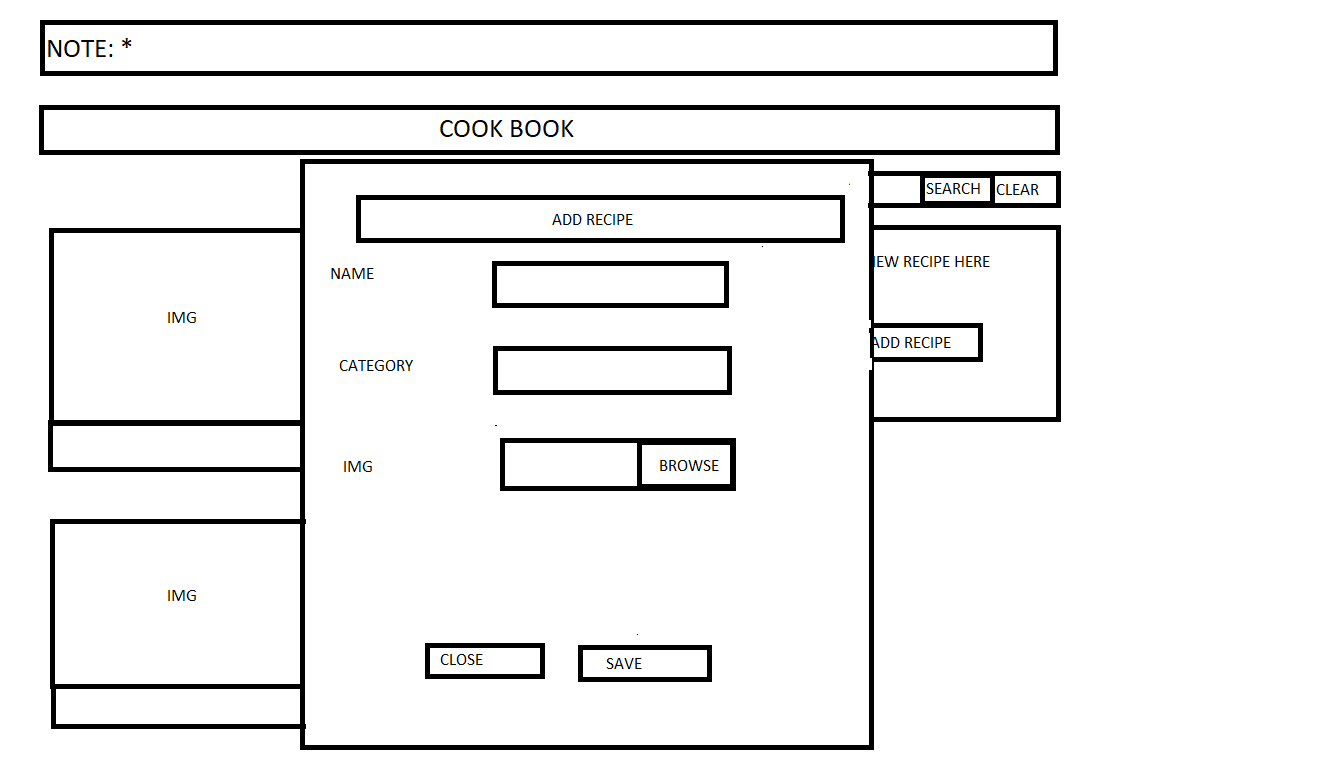 NOTE: *
COOK BOOK
SEARCH
CLEAR
ADD RECIPE
NAME
RECIPE HERE
IMG
ADD RECIPE
CATEGORY
IMG
BROWSE
IMG
CLOSE
SAVE